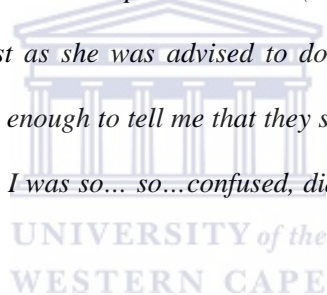 st as she was advised to do
enough to tell me that they s
I was so... so...confused, di
UNIVERSITY of the
WESTERN CAPE